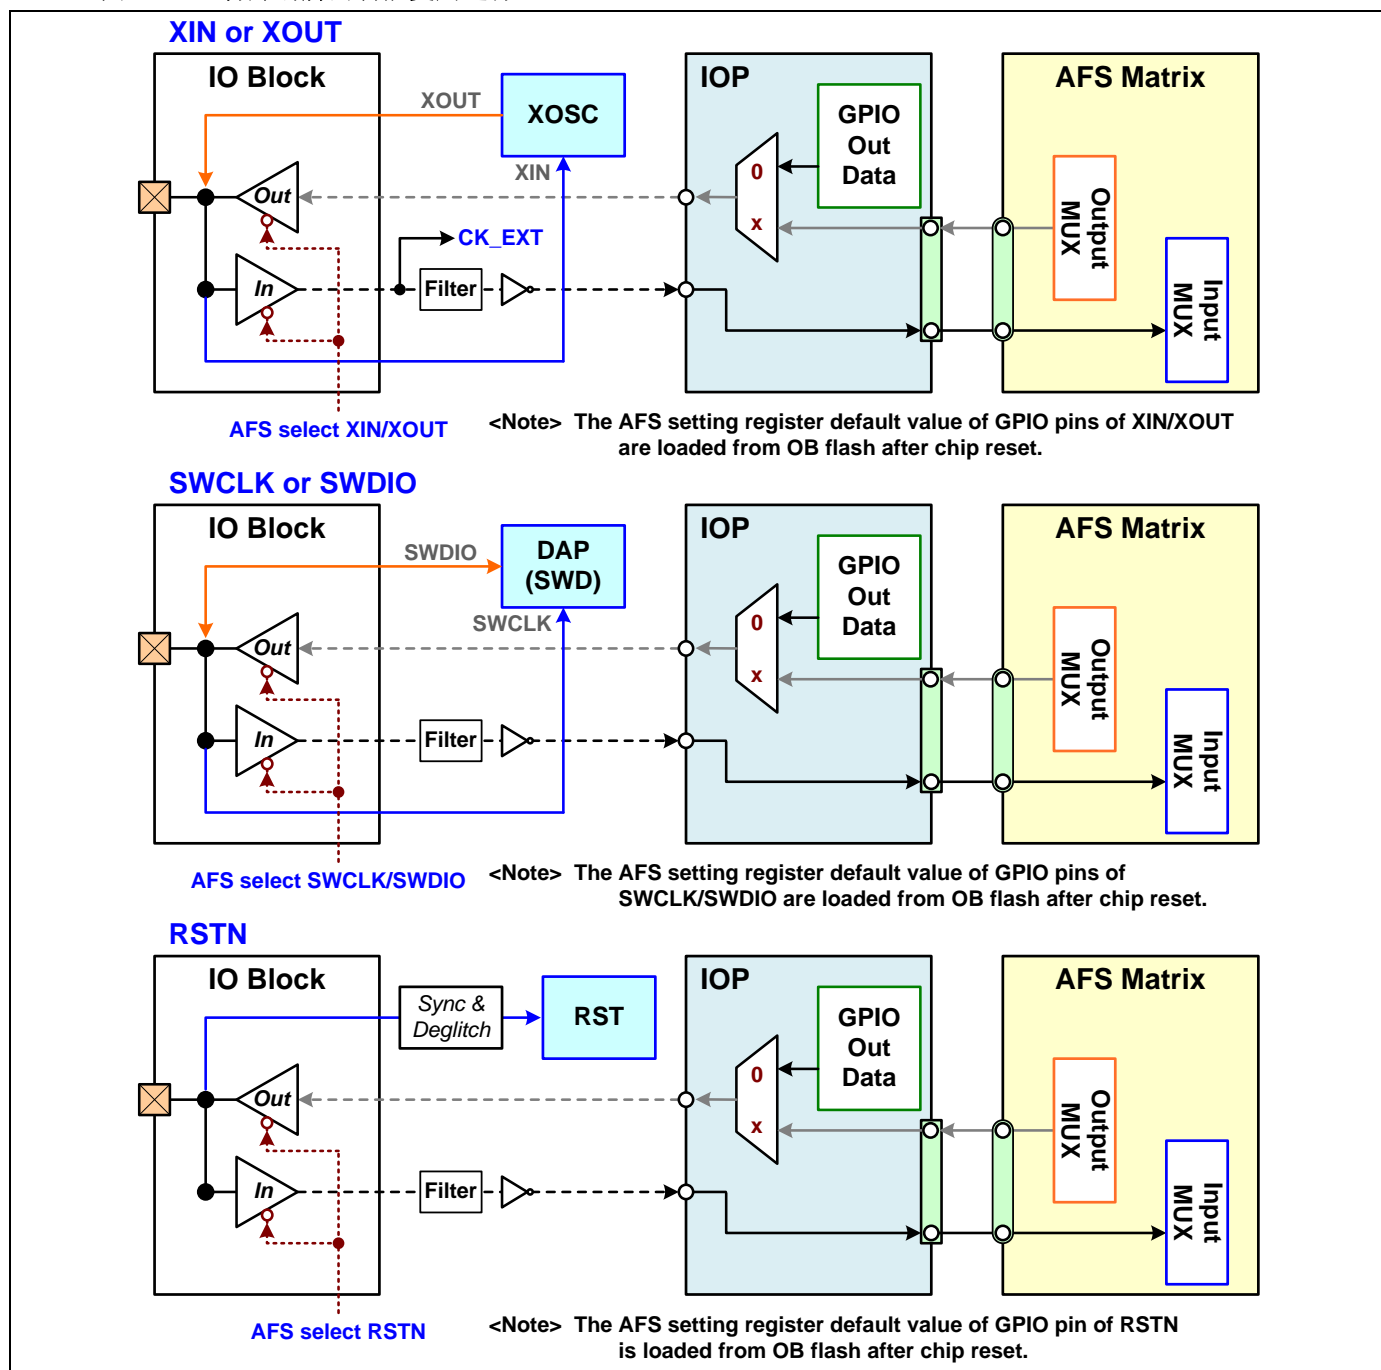 XIN or XOUT
IO Block
XOUT
XOSC
XIN
Out
CK_EXT
In
Filter
IOP
GPIO
Out
Data
0
x
AFS Matrix
Output
MUX
Input
MUX
AFS select XIN/XOUT
<Note> The AFS setting register default value of GPIO pins of XIN/XOUT
are loaded from OB flash after chip reset.
SWCLK or SWDIO
IO Block
SWDIO
DAP
(SWD)
SWCLK
Out
In
Filter
IOP
GPIO
Out
Data
0
x
AFS Matrix
Output
MUX
Input
MUX
AFS select SWCLK/SWDIO
<Note> The AFS setting register default value of GPIO pins of
SWCLK/SWDIO are loaded from OB flash after chip reset.
RSTN
IO Block
Sync &
Deglitch
RST
Out
In
Filter
IOP
GPIO
Out
Data
0
x
AFS Matrix
Output
MUX
Input
MUX
AFS select RSTN
<Note> The AFS setting register default value of GPIO pin of RSTN
is loaded from OB flash after chip reset.